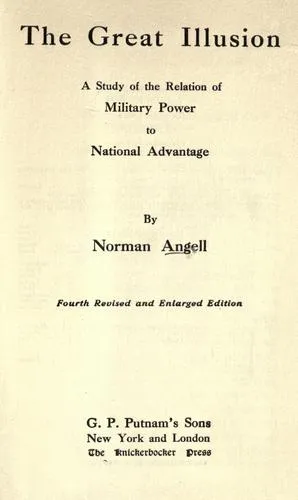 The Great Illusion
A Study of the Relation of
Military Power
to
National Advantage
By
Norman Angell
Fourth Revised and Enlarged Edition
G. P. Putnam's Sons
New York and London
The Knickerbocker Press